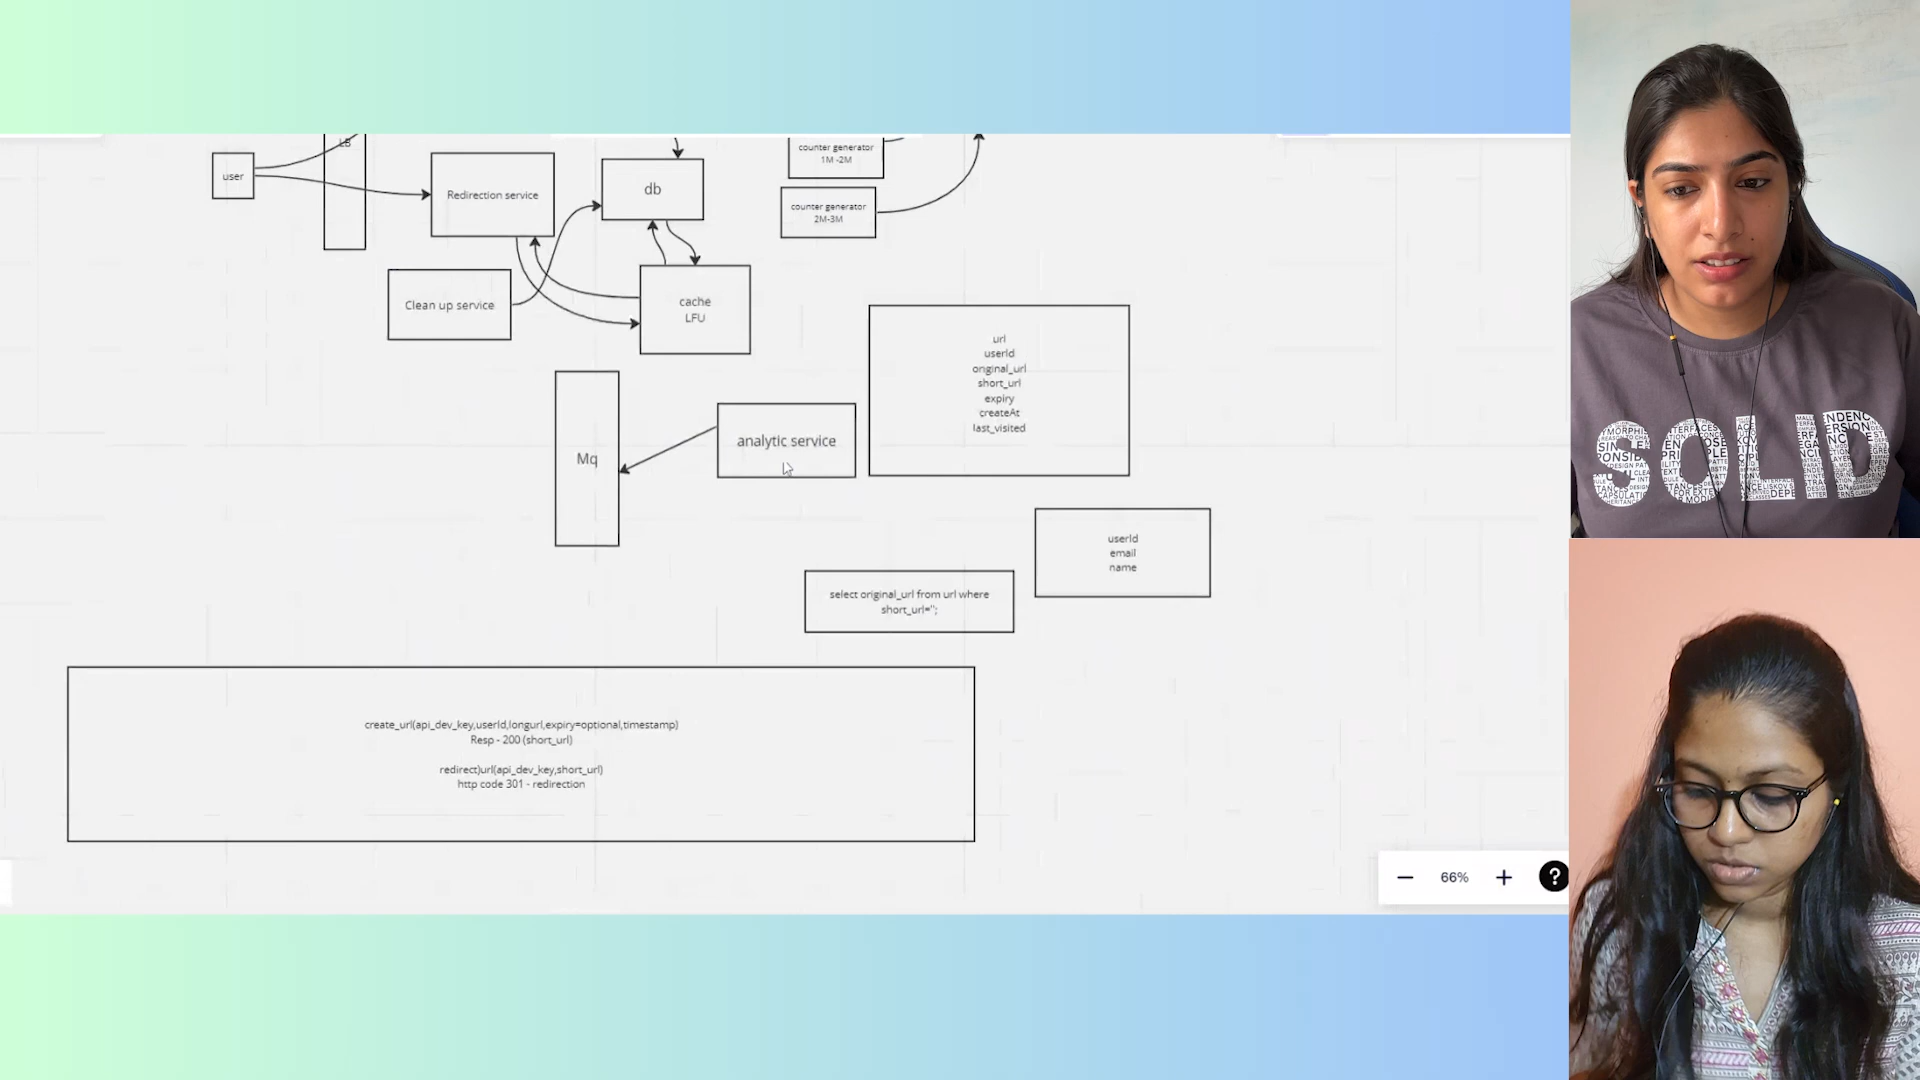 LB
user
Redirection service
db
counter generator
1M -2M
counter generator
2M-3M
Clean up service
cache
LFU
url
userId
original_url
short_url
expiry
createAt
last_visited
Mq
analytic service
userId
email
name
select original_url from url where
short_url='';
create_url(api_dev_key,userId,longurl,expiry=optional,timestamp)
Resp - 200 (short_url)
redirect)url(api_dev_key,short_url)
http code 301 - redirection
66%
?
SOLID